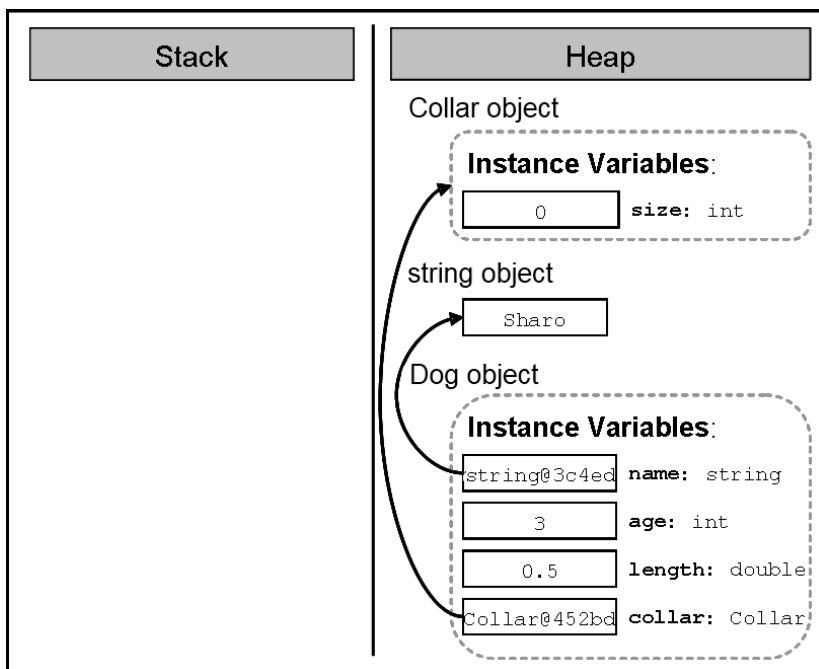 Stack
Heap
Collar object
Instance Variables:
0 size: int
string object
Sharo
Dog object
Instance Variables:
string@3c4ed name: string
3 age: int
0.5 length: double
Collar@452bd collar: Collar